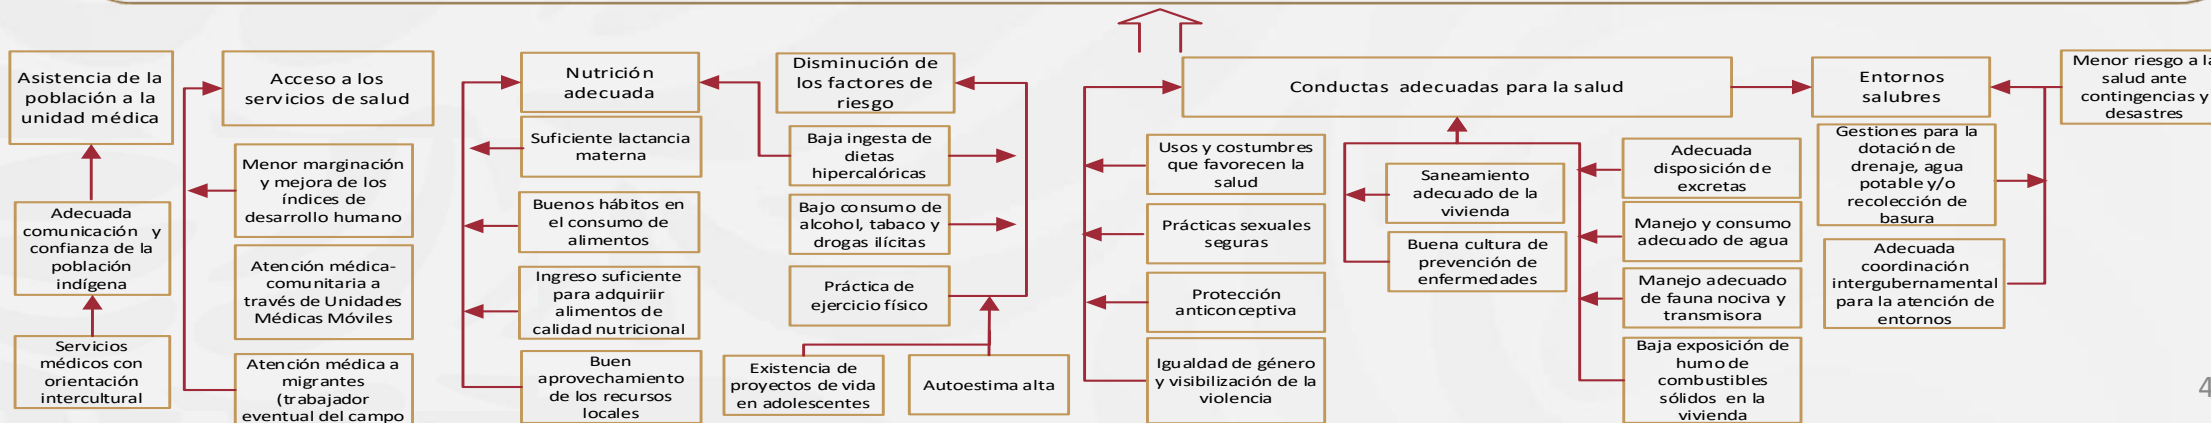 Asistencia de la
población a la
unidad médica
Adecuada
comunicación y
confianza de la
población
indígena
Servicios
médicos con
orientación
intercultural
Acceso a los
servicios de salud
Menor marginación
y mejora de los
índices de
desarrollo humano
Atención médica-
comunitaria a
través de Unidades
Médicas Móviles
Atención médica a
migrantes
(trabajador
eventual del campo
Nutrición
adecuada
Suficiente lactancia
materna
Buenos hábitos en
el consumo de
alimentos
Ingreso suficiente
para adquiriir
alimentos de
calidad nutricional
Buen
aprovechamiento
de los recursos
locales
Disminución de
los factores de
riesgo
Baja ingesta de
dietas
hipercalóricas
Bajo consumo de
alcohol, tabaco y
drogas ilícitas
Práctica de
ejercicio físico
Existencia de
proyectos de vida
en adolescentes
Autoestima alta
Conductas adecuadas para la salud
Usos y costumbres
que favorecen la
salud
Prácticas sexuales
seguras
Protección
anticonceptiva
Igualdad de género
y visibilización de la
violencia
Saneamiento
adecuado de la
vivienda
Buena cultura de
prevención de
enfermedades
Adecuada
disposición de
excretas
Manejo y consumo
adecuado de agua
Manejo adecuado
de fauna nociva y
transmisora
Baja exposición de
humo de
combustibles
sólidos en la
vivienda
Entornos
salubres
Gestiones para la
dotación de
drenaje, agua
potable y/o
recolección de
basura
Adecuada
coordinación
intergubernamental
para la atención de
entornos
Menor riesgo a la
salud ante
contingencias y
desastres
4